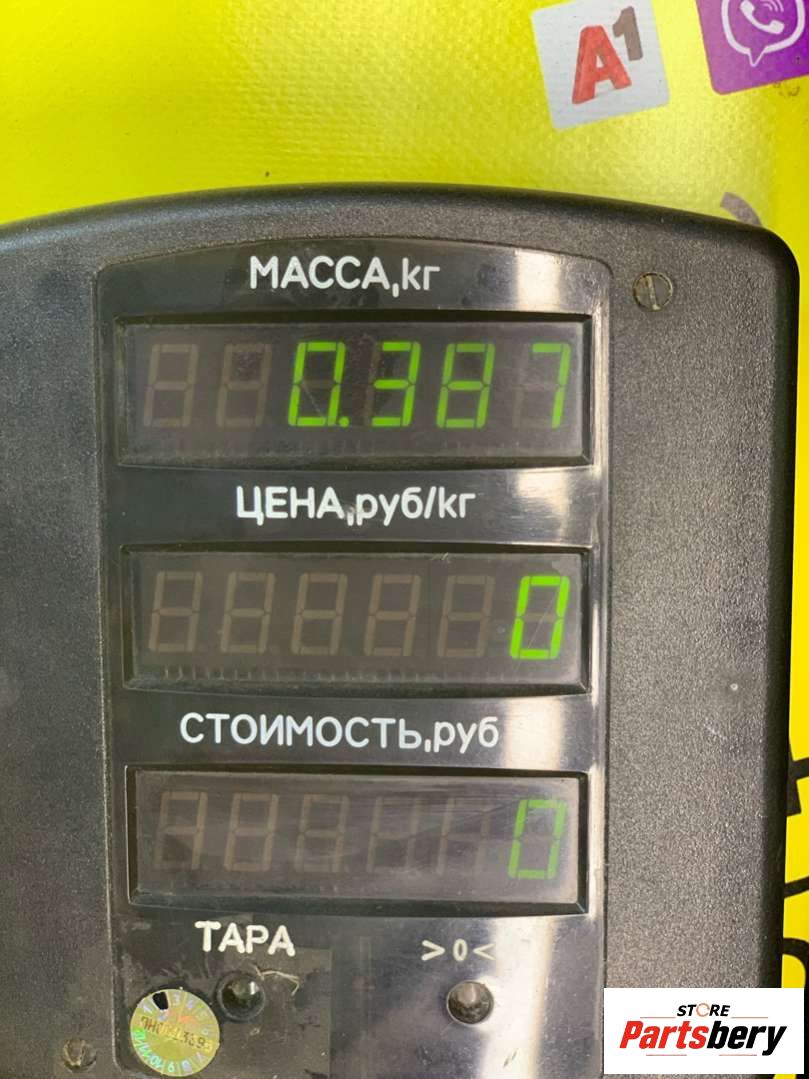 A1
МАССА,кг
0.387
ЦЕНА,руб/кг
0
СТОИМОСТЬ,руб
0
ТАРА
>0<
STORE
Partsbery